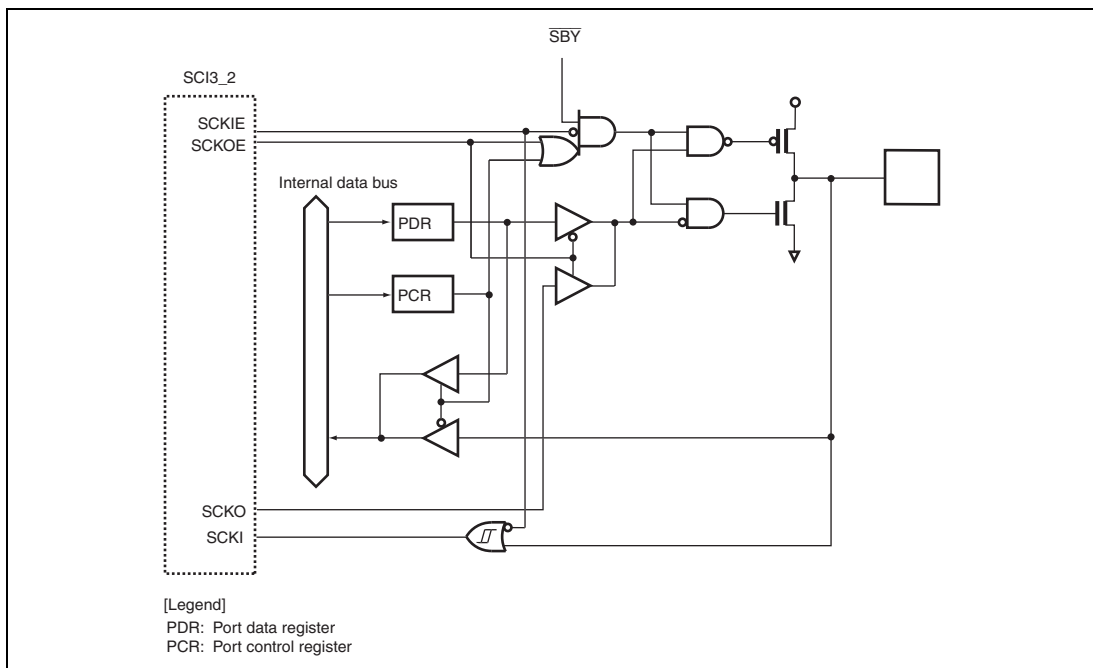 SBY
SCI3_2
SCKIE
SCKOE
Internal data bus
PDR
PCR
SCKO
SCKI
[Legend]
PDR: Port data register
PCR: Port control register